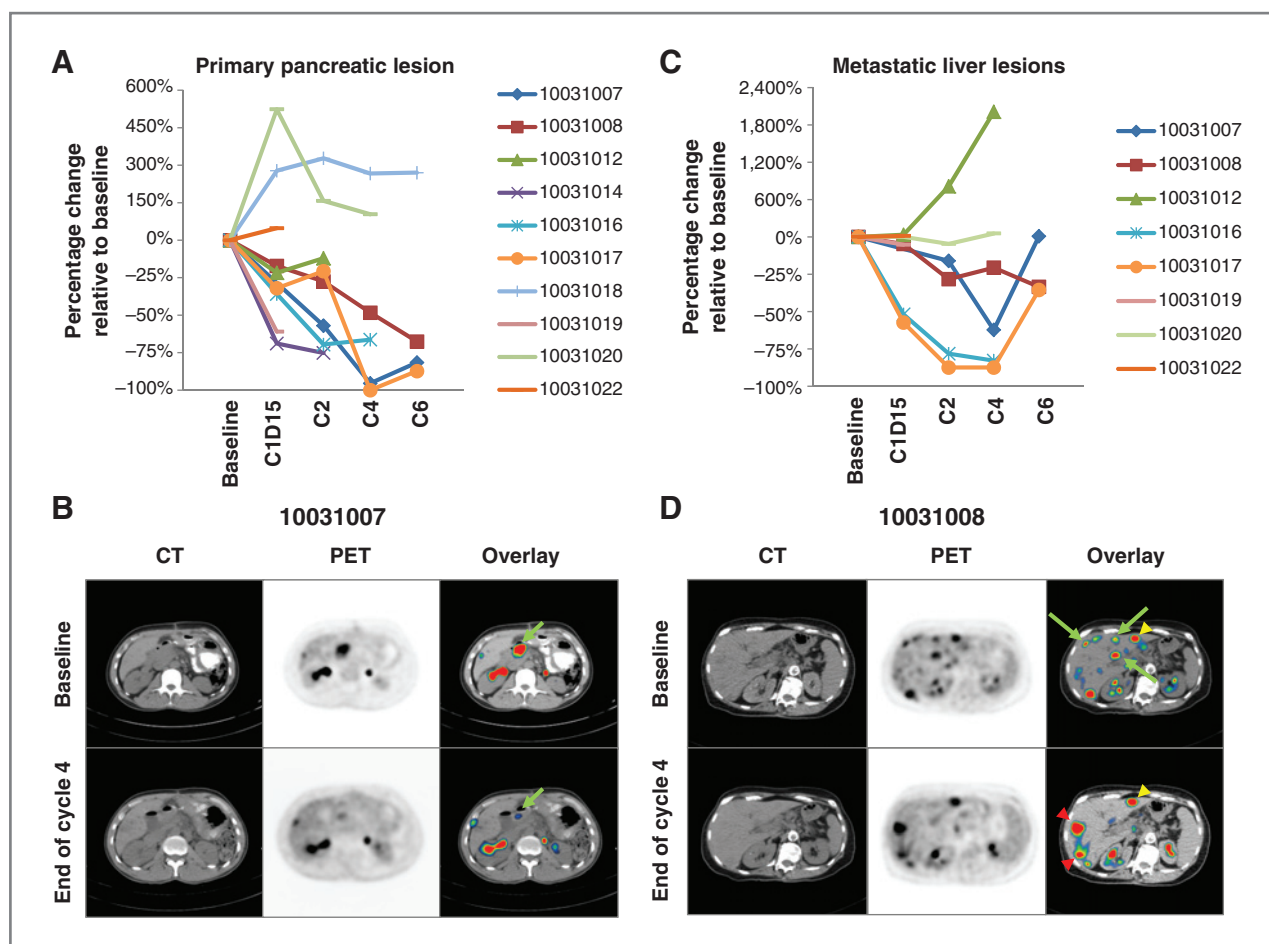 A
Primary pancreatic lesion
Percentage change
relative to baseline
600%
450%
300%
150%
0%
−25%
−50%
−75%
−100%
Baseline
C1D15
C2
C4
C6
10031007
10031008
10031012
10031014
10031016
10031017
10031018
10031019
10031020
10031022
C
Metastatic liver lesions
Percentage change
relative to baseline
2,400%
1,800%
1,200%
600%
0%
−25%
−50%
−75%
−100%
Baseline
C1D15
C2
C4
C6
10031007
10031008
10031012
10031016
10031017
10031019
10031020
10031022
B
10031007
CT PET Overlay
Baseline
End of cycle 4
D
10031008
CT PET Overlay
Baseline
End of cycle 4